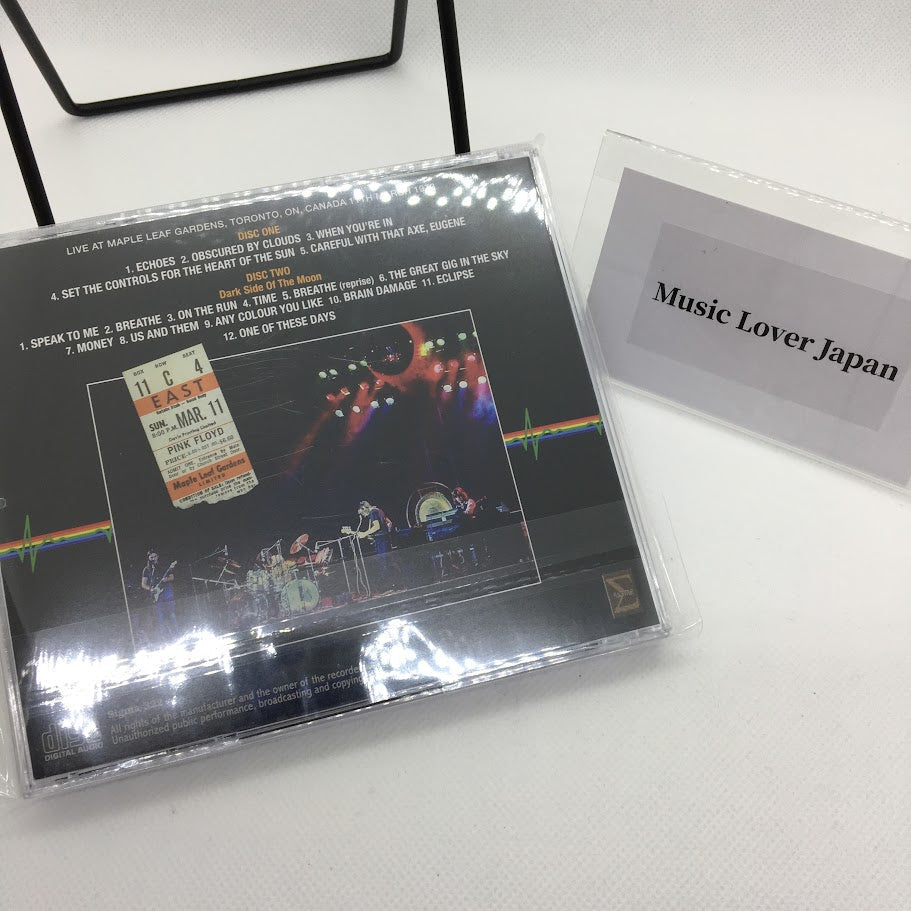 LIVE AT MAPLE LEAF GARDENS, TORONTO, ON, CANADA
DISC ONE
1. ECHOES 2. OBSCURED BY CLOUDS 3. WHEN YOU'RE IN
4. SET THE CONTROLS FOR THE HEART OF THE SUN 5. CAREFUL WITH THAT AXE, EUGENE
DISC TWO
Dark Side Of The Moon
1. SPEAK TO ME 2. BREATHE 3. ON THE RUN 4. TIME 5. BREATHE (reprise) 6. THE GREAT GIG IN THE SKY
7. MONEY 8. US AND THEM 9. ANY COLOUR YOU LIKE 10. BRAIN DAMAGE 11. ECLIPSE
12. ONE OF THESE DAYS
BOX ROW SEAT
11 C 4
EAST
SUN. MAR. 11
8:00 P.M.
PINK FLOYD
PRICE
Maple Leaf Gardens
LIMITED
All rights of the manufacturer and the owner of the recorded
Unauthorized public performance, broadcasting and copying
DIGITAL AUDIO
Music Lover Japan